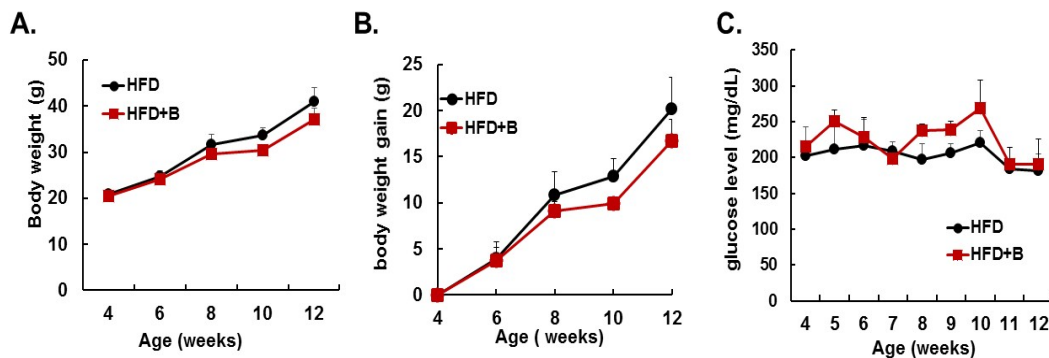 A.
Body weight (g)
50
40
30
20
10
0
HFD
HFD+B
4 6 8 10 12
Age (weeks)
B.
body weight gain (g)
25
20
15
10
5
0
HFD
HFD+B
4 6 8 10 12
Age ( weeks)
C.
glucose level (mg/dL)
350
300
250
200
150
100
50
0
HFD
HFD+B
4 5 6 7 8 9 10 11 12
Age (weeks)